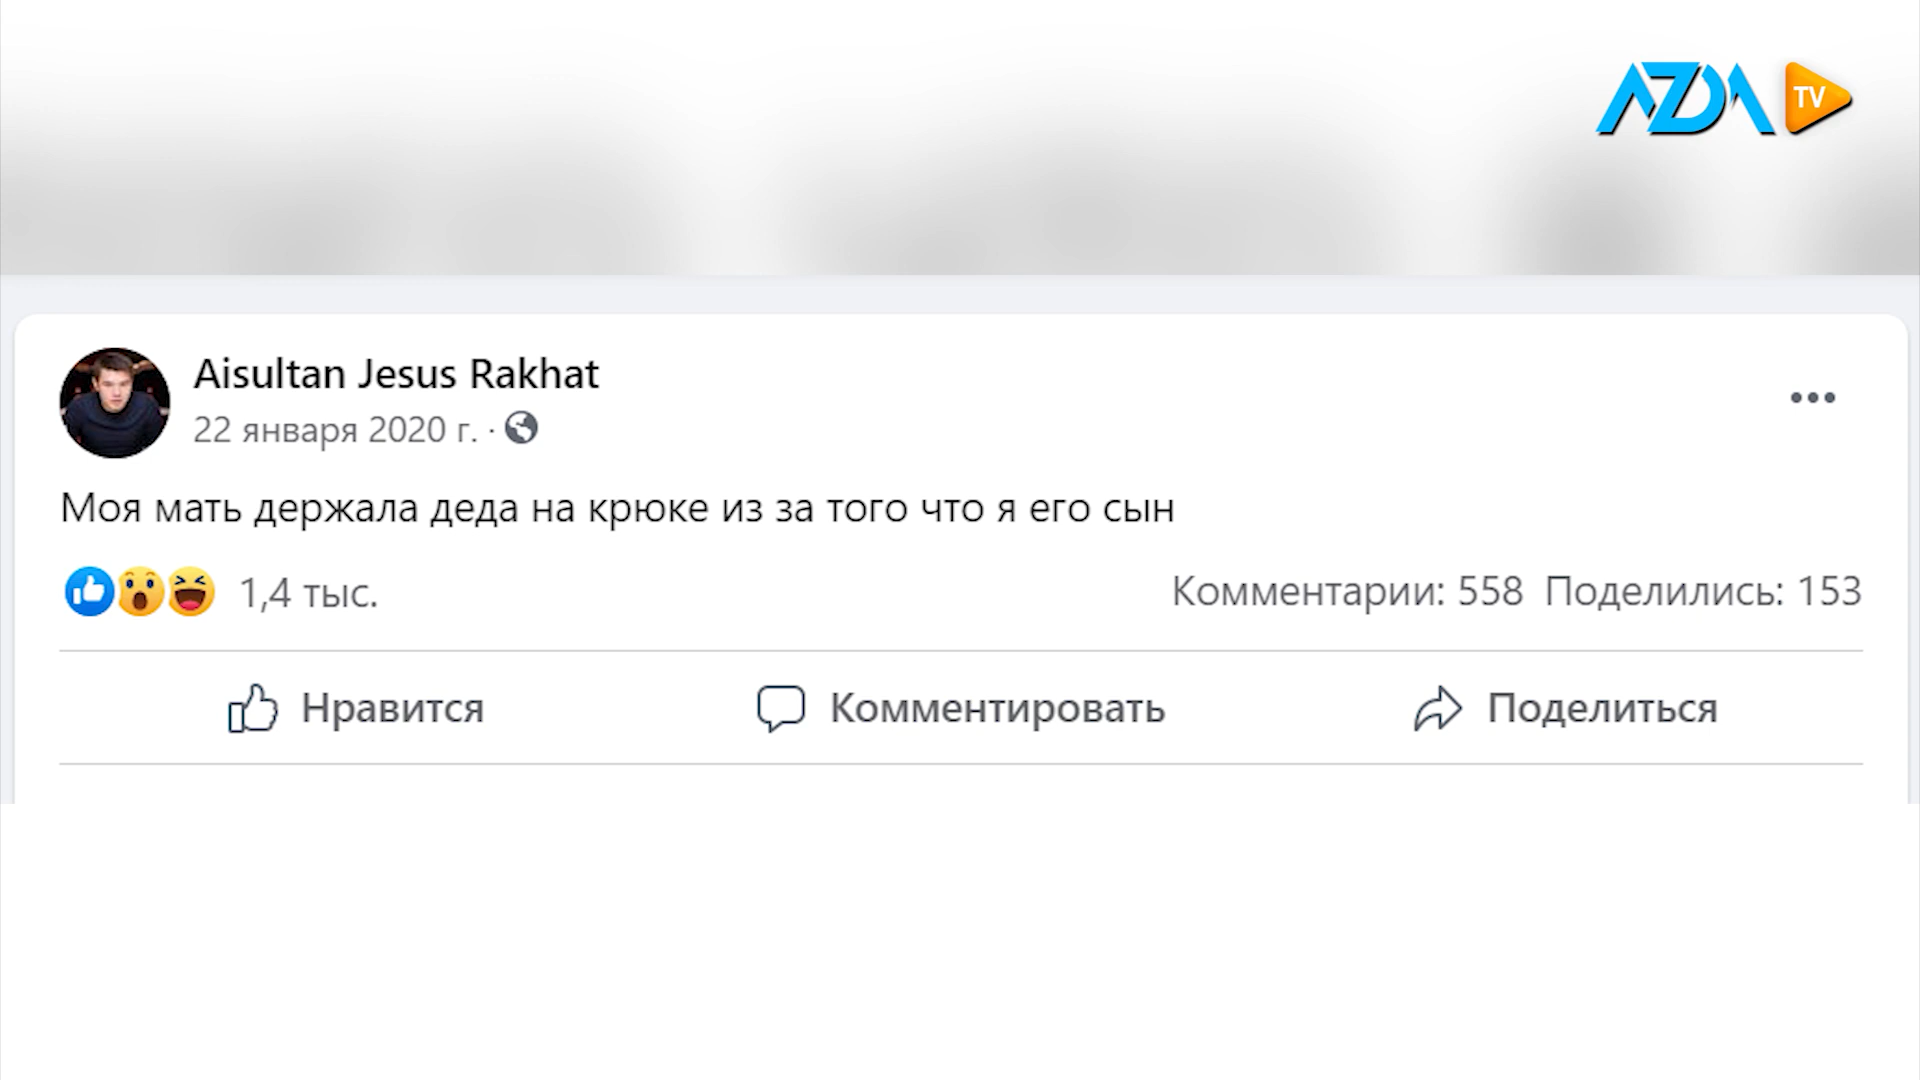 AZDA TV
Aisultan Jesus Rakhat
22 января 2020 г. ·
Моя мать держала деда на крюке из за того что я его сын
1,4 тыс.
Комментарии: 558 Поделились: 153
Нравится
Комментировать
Поделиться